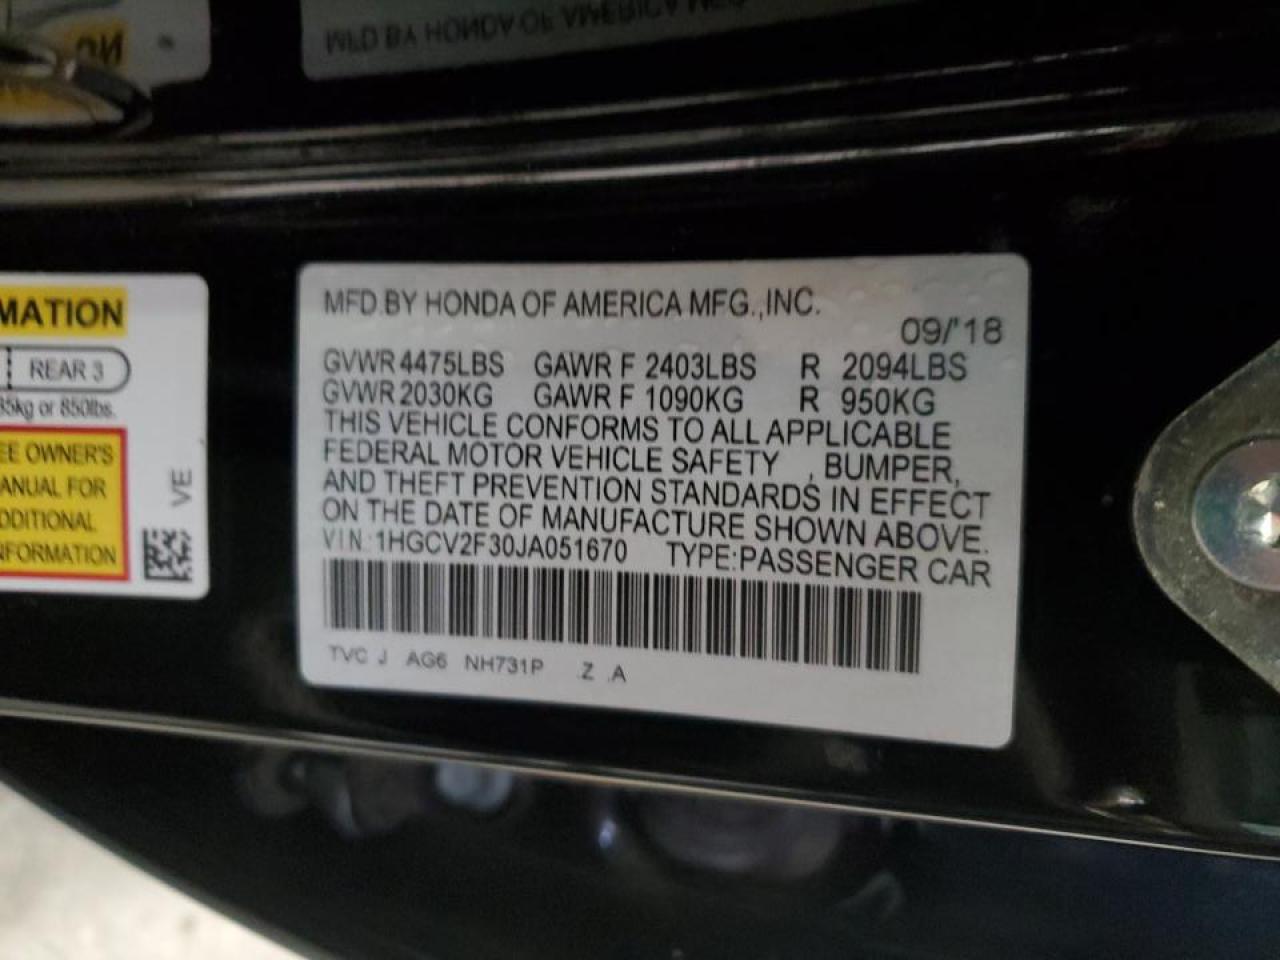 MFD BY HONDA OF AMERICA MFG
MATION
REAR 3
85kg or 850lbs.
EE OWNER'S
ANUAL FOR
DDITIONAL
NFORMATION
VE
MFD.BY HONDA OF AMERICA MFG.,INC.
09/'18
GVWR 4475LBS GAWR F 2403LBS R 2094LBS
GVWR 2030KG GAWR F 1090KG R 950KG
THIS VEHICLE CONFORMS TO ALL APPLICABLE
FEDERAL MOTOR VEHICLE SAFETY , BUMPER,
AND THEFT PREVENTION STANDARDS IN EFFECT
ON THE DATE OF MANUFACTURE SHOWN ABOVE.
VIN: 1HGCV2F30JA051670 TYPE:PASSENGER CAR
TVC J AG6 NH731P .Z .A